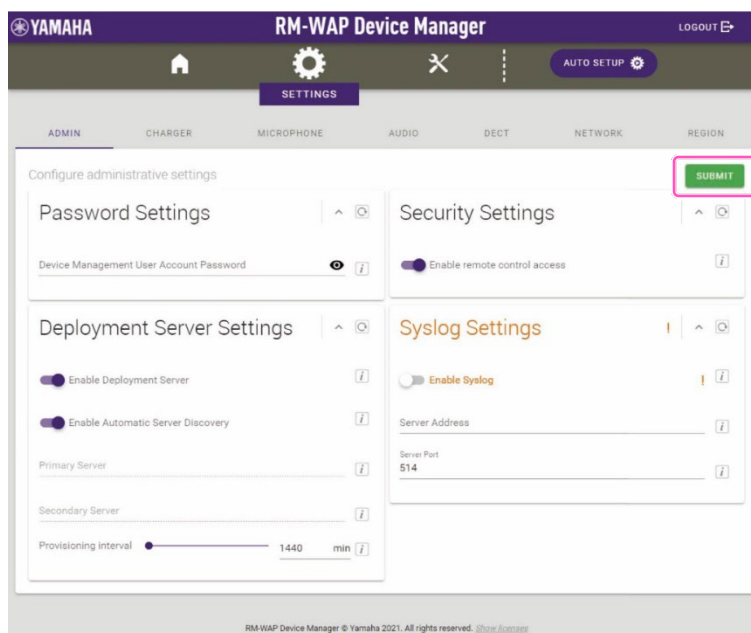 YAMAHA
RM-WAP Device Manager
LOGOUT
AUTO SETUP
SETTINGS
ADMIN CHARGER MICROPHONE AUDIO DECT NETWORK REGION
Configure administrative settings
SUBMIT
Password Settings
Device Management User Account Password
Security Settings
Enable remote control access
Deployment Server Settings
Enable Deployment Server
Enable Automatic Server Discovery
Primary Server
Secondary Server
Provisioning interval 1440 min
Syslog Settings
Enable Syslog
Server Address
Server Port
514
RM-WAP Device Manager © Yamaha 2021. All rights reserved. Show licenses